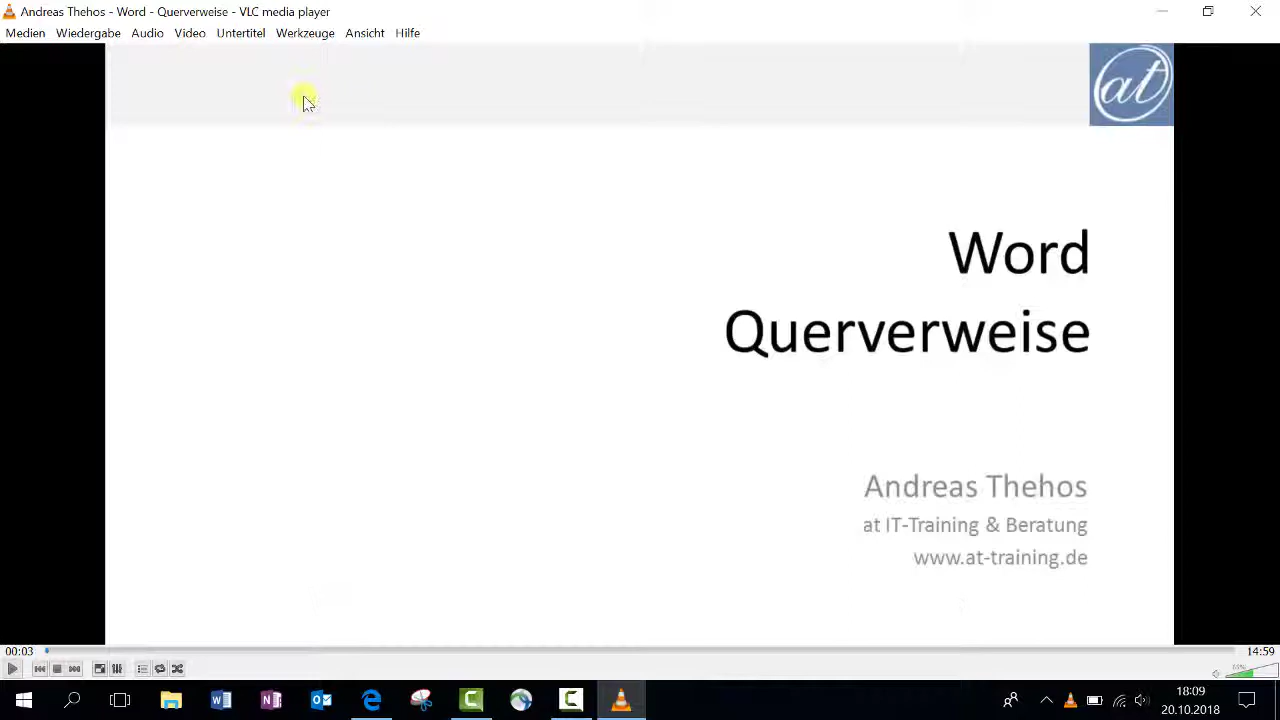 Andreas Thehos - Word - Querverweise - VLC media player
Medien Wiedergabe Audio Video Untertitel Werkzeuge Ansicht Hilfe
at
Word
Querverweise
Andreas Thehos
at IT-Training & Beratung
www.at-training.de
00:03 14:59
65%
18:09
20.10.2018